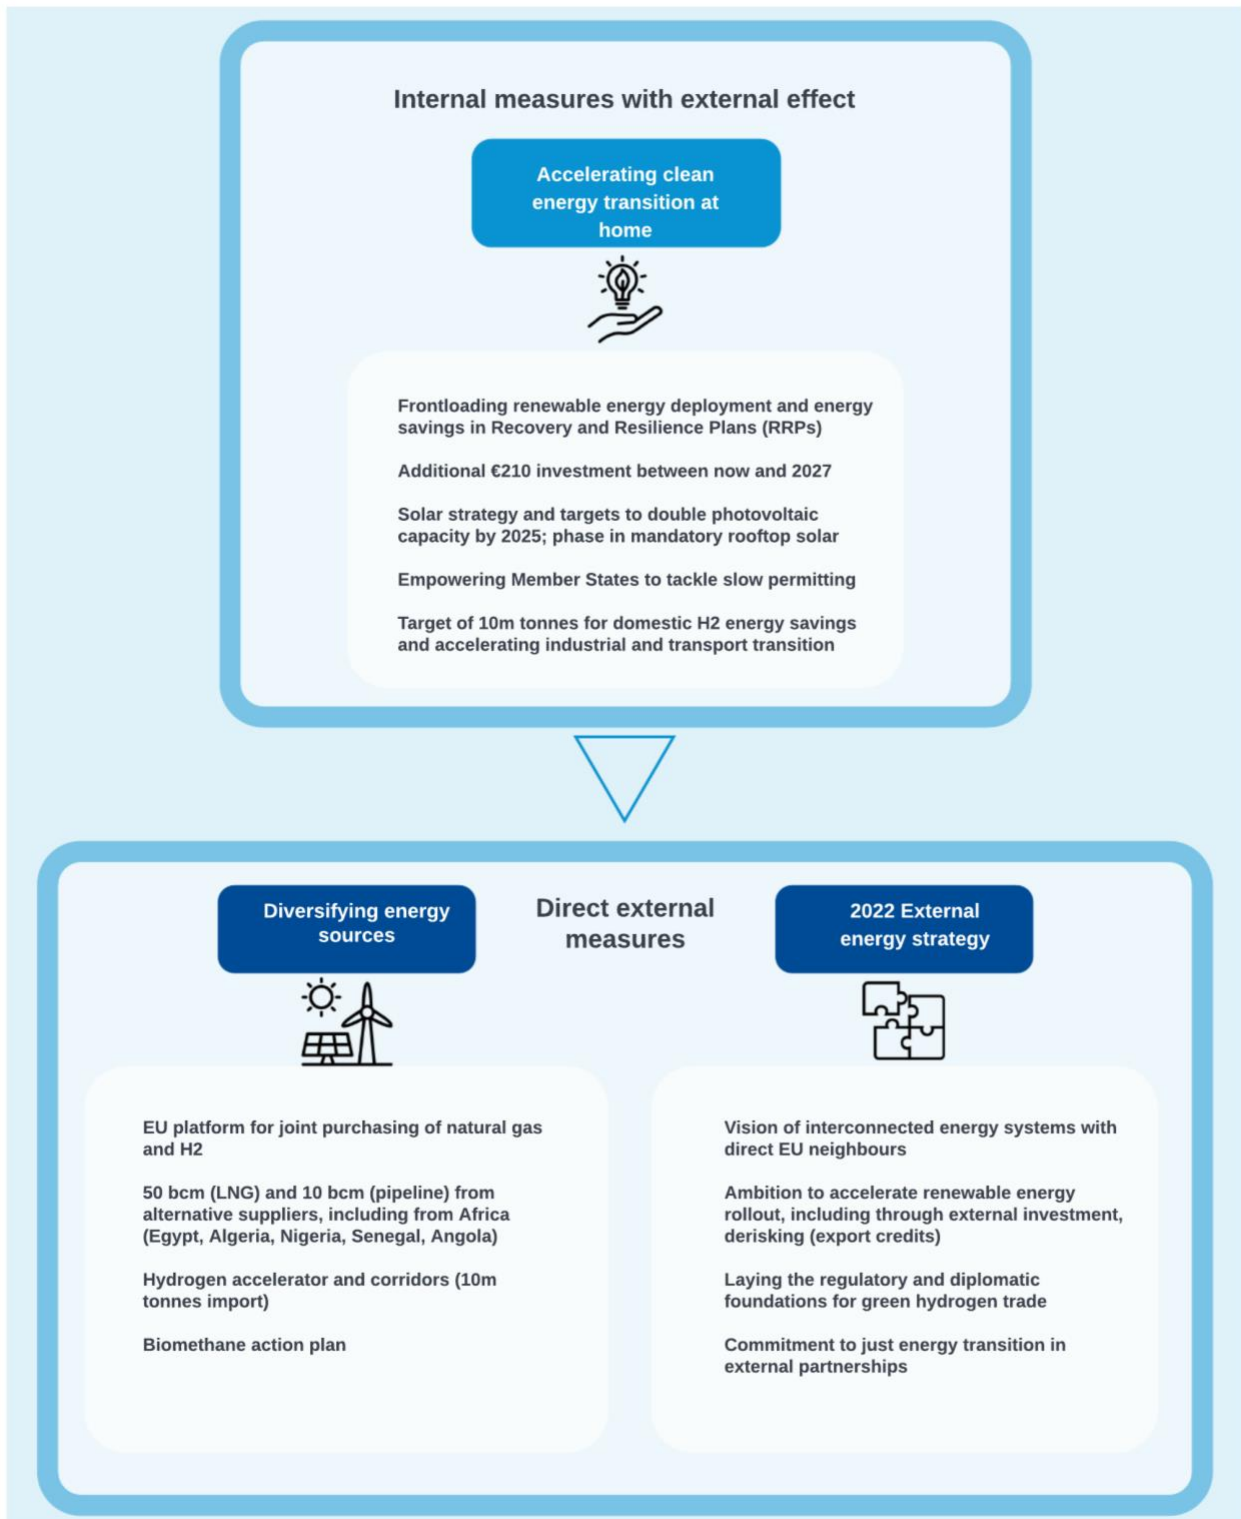 Internal measures with external effect
Accelerating clean
energy transition at
home
Frontloading renewable energy deployment and energy
savings in Recovery and Resilience Plans (RRPs)
Additional €210 investment between now and 2027
Solar strategy and targets to double photovoltaic
capacity by 2025; phase in mandatory rooftop solar
Empowering Member States to tackle slow permitting
Target of 10m tonnes for domestic H2 energy savings
and accelerating industrial and transport transition
Direct external
measures
Diversifying energy
sources
EU platform for joint purchasing of natural gas
and H2
50 bcm (LNG) and 10 bcm (pipeline) from
alternative suppliers, including from Africa
(Egypt, Algeria, Nigeria, Senegal, Angola)
Hydrogen accelerator and corridors (10m
tonnes import)
Biomethane action plan
2022 External
energy strategy
Vision of interconnected energy systems with
direct EU neighbours
Ambition to accelerate renewable energy
rollout, including through external investment,
derisking (export credits)
Laying the regulatory and diplomatic
foundations for green hydrogen trade
Commitment to just energy transition in
external partnerships